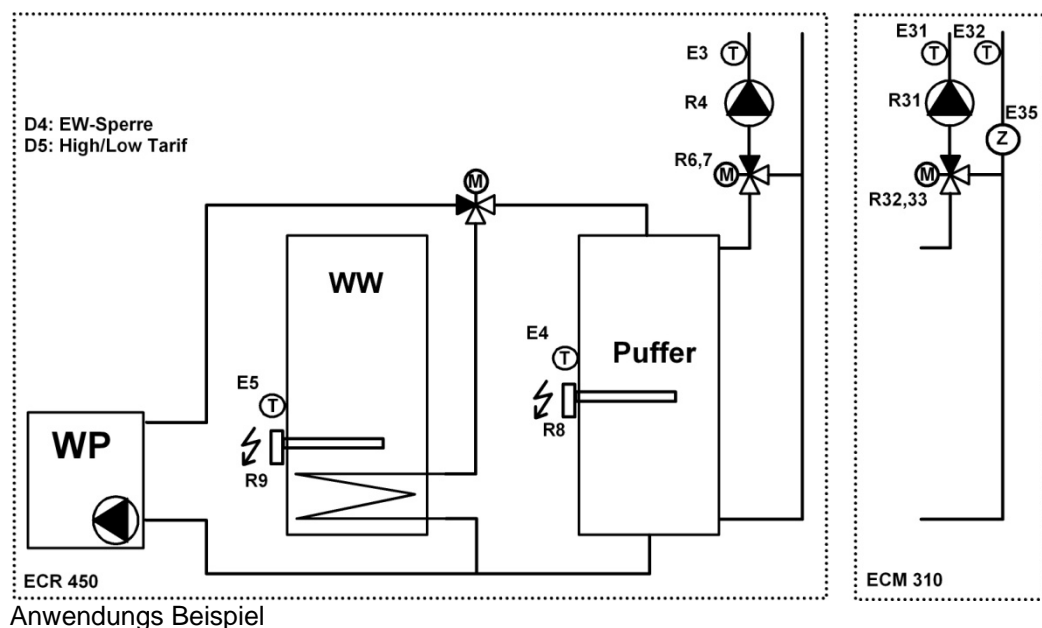 E3 T
R4
R6,7 M
D4: EW-Sperre
D5: High/Low Tarif
M
WW
E5 T
R9
E4 T
R8
Puffer
WP
ECR 450
E31 T
E32 T
R31
E35
Z
M
R32,33
ECM 310
Anwendungs Beispiel